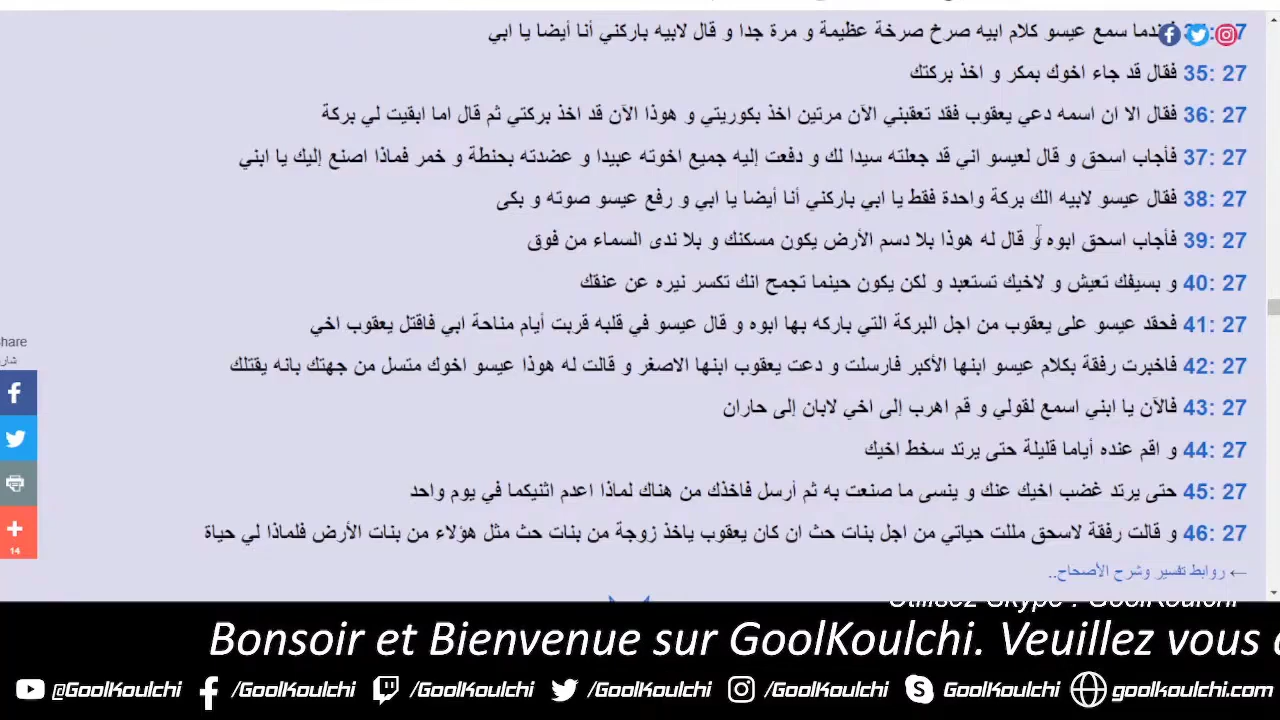 فعندما سمع عيسو كلام ابيه صرخ صرخة عظيمة و مرة جدا و قال لابيه باركني أنا أيضا يا ابي
27 :35 فقال قد جاء اخوك بمكر و اخذ بركتك
27 :36 فقال الا ان اسمه دعي يعقوب فقد تعقبني الآن مرتين اخذ بكوريتي و هوذا الآن قد اخذ بركتي ثم قال اما ابقيت لي بركة
27 :37 فأجاب اسحق و قال لعيسو اني قد جعلته سيدا لك و دفعت إليه جميع اخوته عبيدا و عضدته بحنطة و خمر فماذا اصنع إليك يا ابني
27 :38 فقال عيسو لابيه الك بركة واحدة فقط يا ابي باركني أنا أيضا يا ابي و رفع عيسو صوته و بكى
27 :39 فأجاب اسحق ابوه و قال له هوذا بلا دسم الأرض يكون مسكنك و بلا ندى السماء من فوق
27 :40 و بسيفك تعيش و لاخيك تستعبد و لكن يكون حينما تجمح انك تكسر نيره عن عنقك
27 :41 فحقد عيسو على يعقوب من اجل البركة التي باركه بها ابوه و قال عيسو في قلبه قربت أيام مناحة ابي فاقتل يعقوب اخي
27 :42 فاخبرت رفقة بكلام عيسو ابنها الأكبر فارسلت و دعت يعقوب ابنها الاصغر و قالت له هوذا عيسو اخوك متسل من جهتك بانه يقتلك
27 :43 فالآن يا ابني اسمع لقولي و قم اهرب إلى اخي لابان إلى حاران
27 :44 و اقم عنده أياما قليلة حتى يرتد سخط اخيك
27 :45 حتى يرتد غضب اخيك عنك و ينسى ما صنعت به ثم أرسل فاخذك من هناك لماذا اعدم اثنيكما في يوم واحد
27 :46 و قالت رفقة لاسحق مللت حياتي من اجل بنات حث ان كان يعقوب ياخذ زوجة من بنات حث مثل هؤلاء من بنات الأرض فلماذا لي حياة
← روابط تفسير وشرح الأصحاح..
hare
شار
14
Utilisez Skype : GoolKoulchi
Bonsoir et Bienvenue sur GoolKoulchi. Veuillez vous
@GoolKoulchi /GoolKoulchi /GoolKoulchi /GoolKoulchi /GoolKoulchi GoolKoulchi goolkoulchi.com